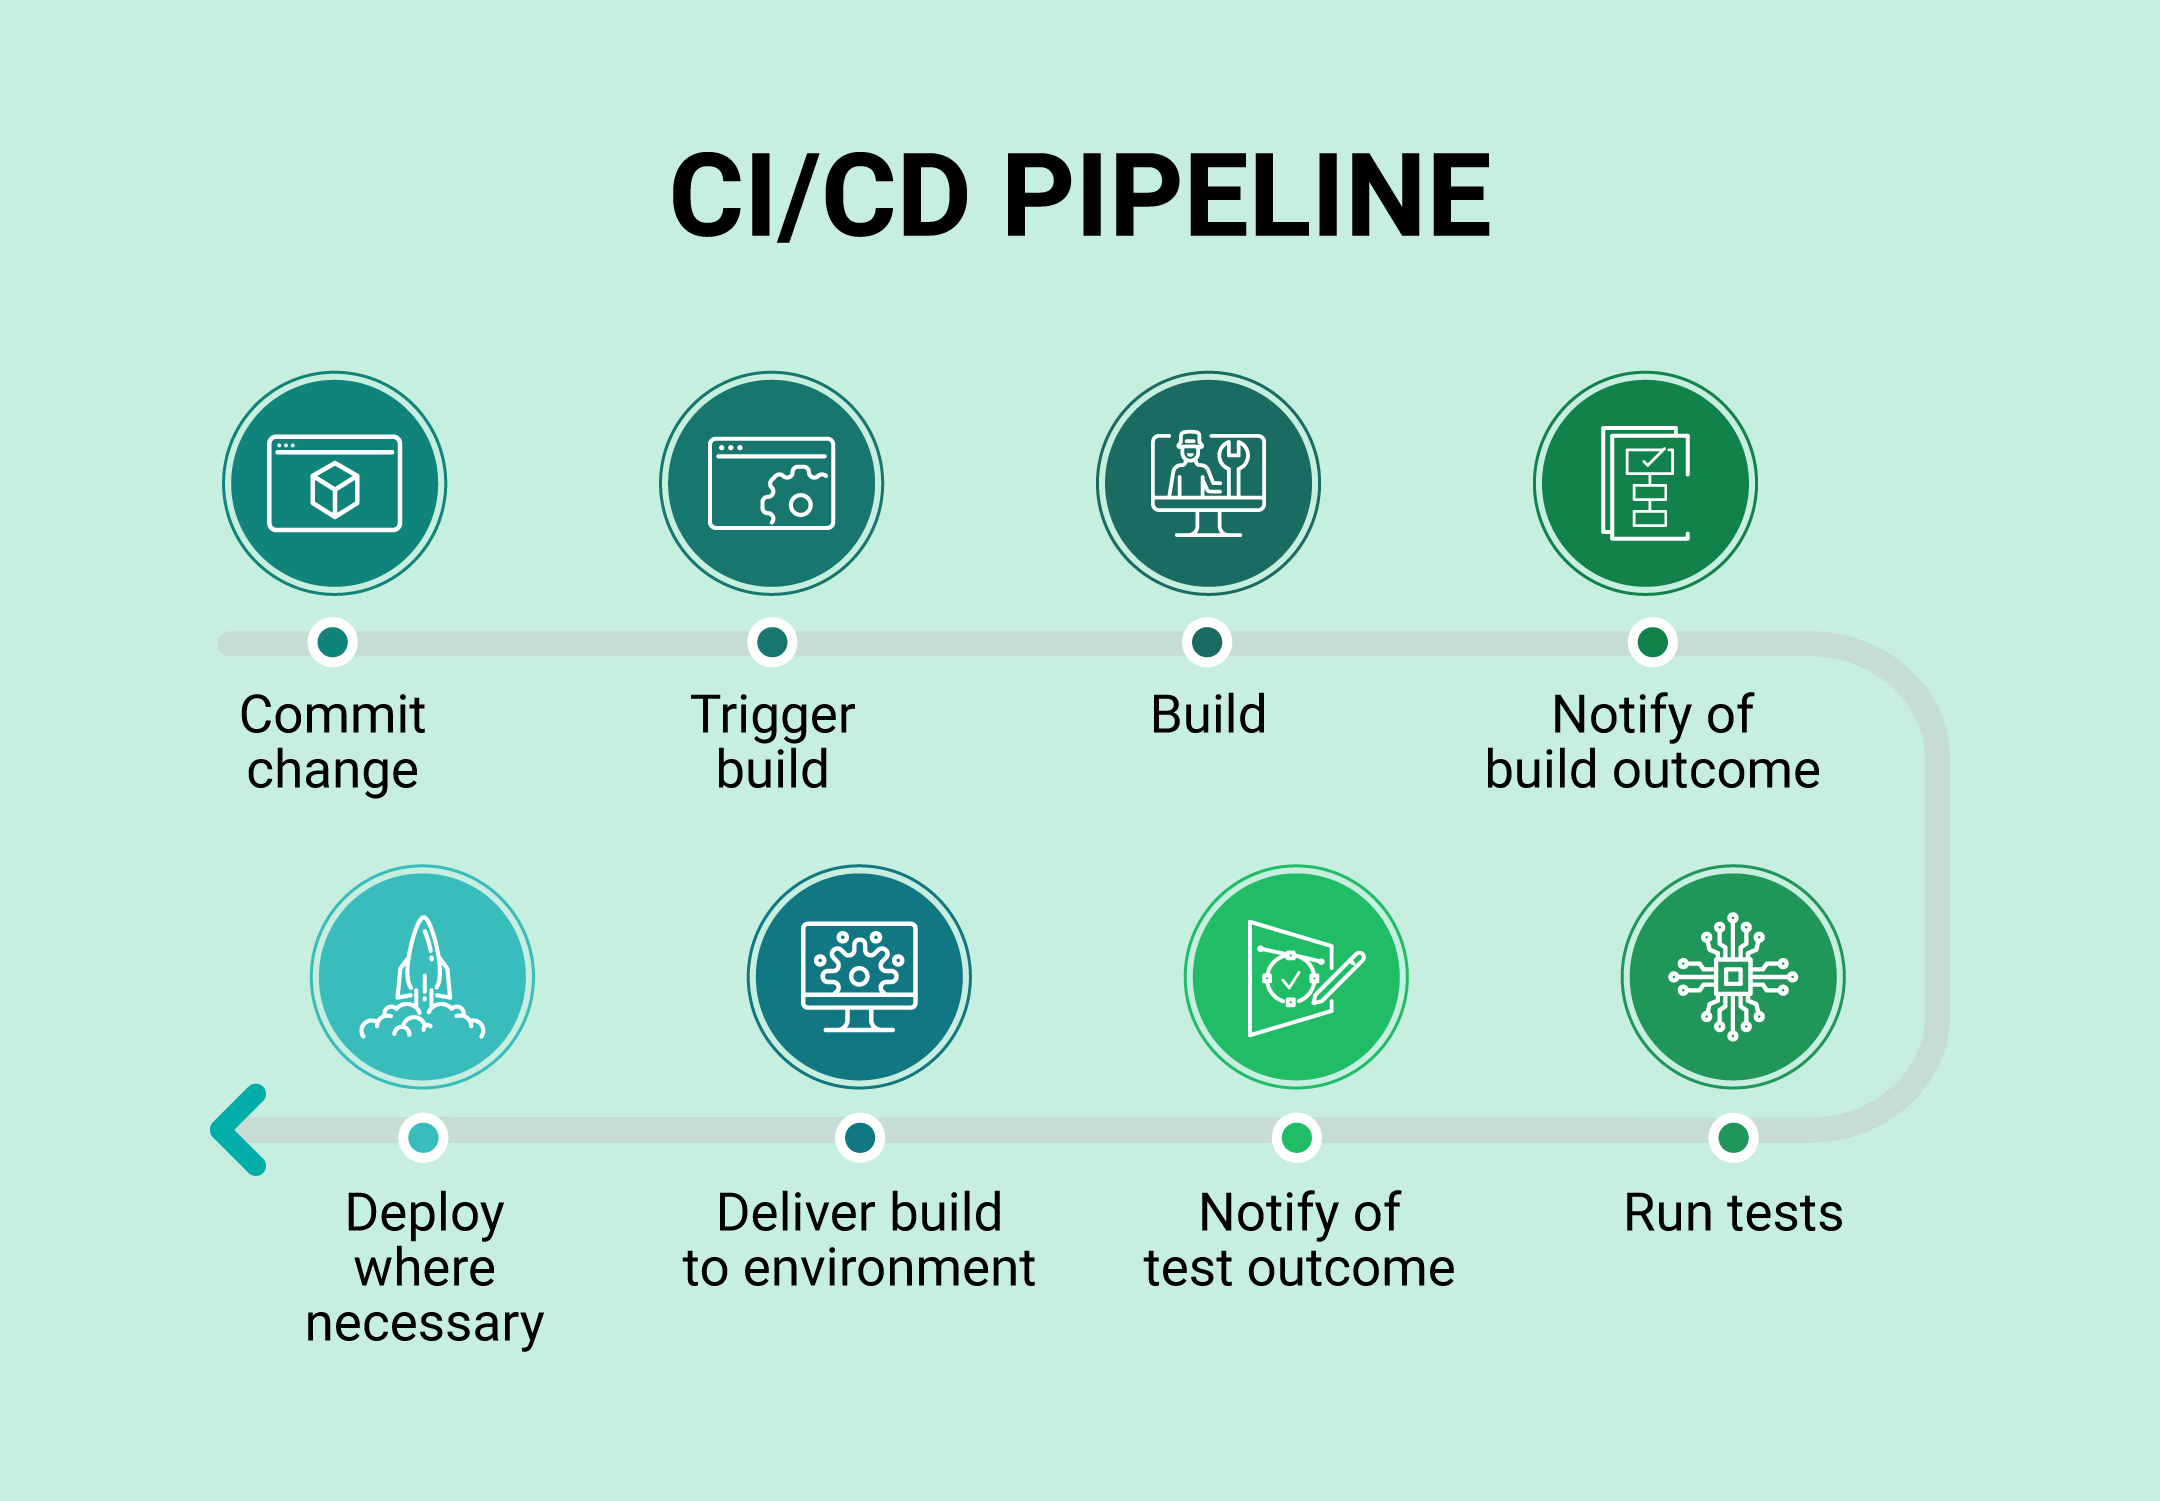 CI/CD PIPELINE
Commit
change
Trigger
build
Build
Notify of
build outcome
Run tests
Notify of
test outcome
Deliver build
to environment
Deploy
where
necessary